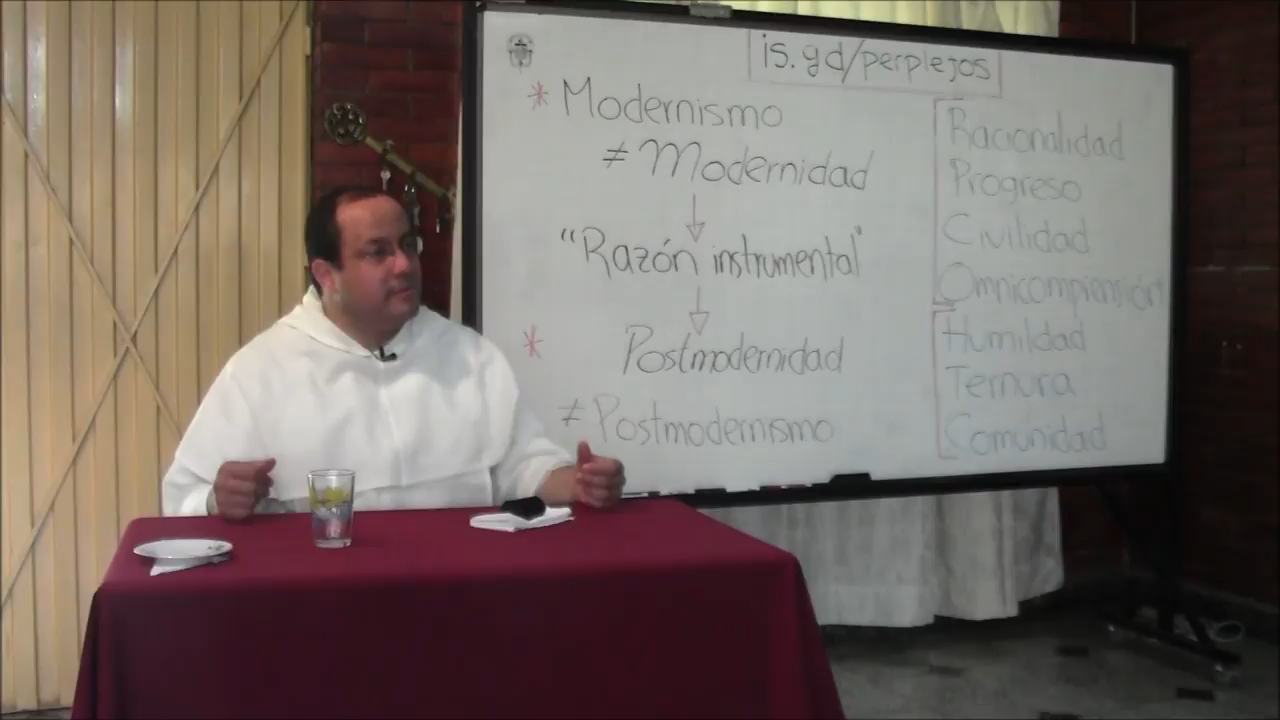 is.gd/perplejos
* Modernismo
≠ Modernidad
↓
"Razón instrumental"
↓
* Postmodernidad
≠ Postmodernismo
Racionalidad
Progreso
Civilidad
Omnicomprensión
Humildad
Ternura
Comunidad